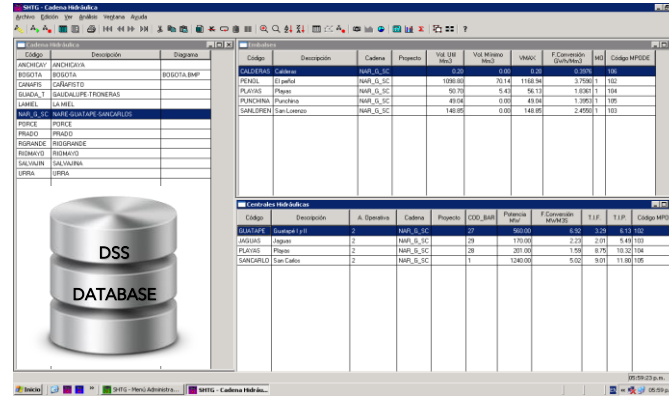 SHTG - Cadena Hidráulica
Archivo Edición Ver Análisis Ventana Ayuda
Cadena Hidráulica
Código Descripción Diagrama
ANCHICAY ANCHICAYA
BOGOTA BOGOTA BOGOTA.BMP
CANAFIS CAÑAFISTO
GUADA_T GAUDALUPE-TRONERAS
LAMIEL LA MIEL
NAR_G_SC NARE-GUATAPE-SANCARLOS
PORCE PORCE
PRADO PRADO
RGRANDE RIOGRANDE
RIOMAYO RIOMAYO
SALVAJIN SALVAJINA
URRA URRA
DSS
DATABASE
Embalses
Código Descripción Cadena Proyecto Vol. Util Mm3 Vol. Mínimo Mm3 VMAX F.Conversión GWh/Mm3 MO Código MPODE
CALDERAS Calderas NAR_G_SC 0.20 0.00 0.20 0.3976 106
PENOL El peñol NAR_G_SC 1098.80 70.14 1168.94 3.7590 1 102
PLAYAS Playas NAR_G_SC 50.70 5.43 56.13 1.8361 1 104
PUNCHINA Punchina NAR_G_SC 49.04 0.00 49.04 1.3953 1 105
SANLOREN San Lorenzo NAR_G_SC 148.85 0.00 148.85 2.4550 1 103
Centrales Hidráulicas
Código Descripción A. Operativa Cadena Proyecto COD_BAR Potencia MW F.Conversión MWM3S T.I.F. T.I.P. Código MPO
GUATAPE Guatapé I y II 2 NAR_G_SC 27 560.00 6.92 3.29 6.13 102
JAGUAS Jaguas 2 NAR_G_SC 29 170.00 2.23 2.01 5.49 103
PLAYAS Playas 2 NAR_G_SC 28 201.00 1.59 8.75 10.32 104
SANCARLO San Carlos 2 NAR_G_SC 1 1240.00 5.02 9.01 11.80 105
05:59:23 p.m.
Inicio SHTG - Menú Administra... SHTG - Cadena Hidráu... 05:59 p